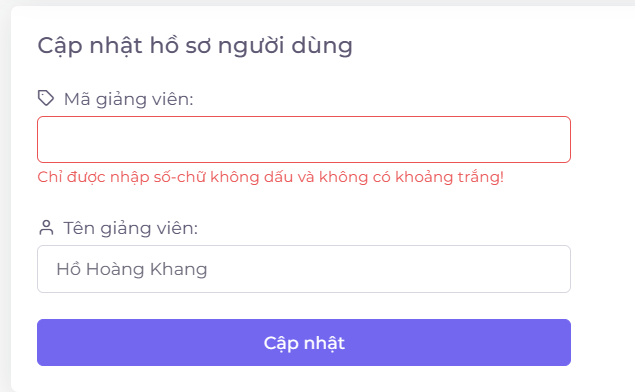 Cập nhật hồ sơ người dùng
Mã giảng viên:
Chỉ được nhập số-chữ không dấu và không có khoảng trắng!
Tên giảng viên:
Hồ Hoàng Khang
Cập nhật